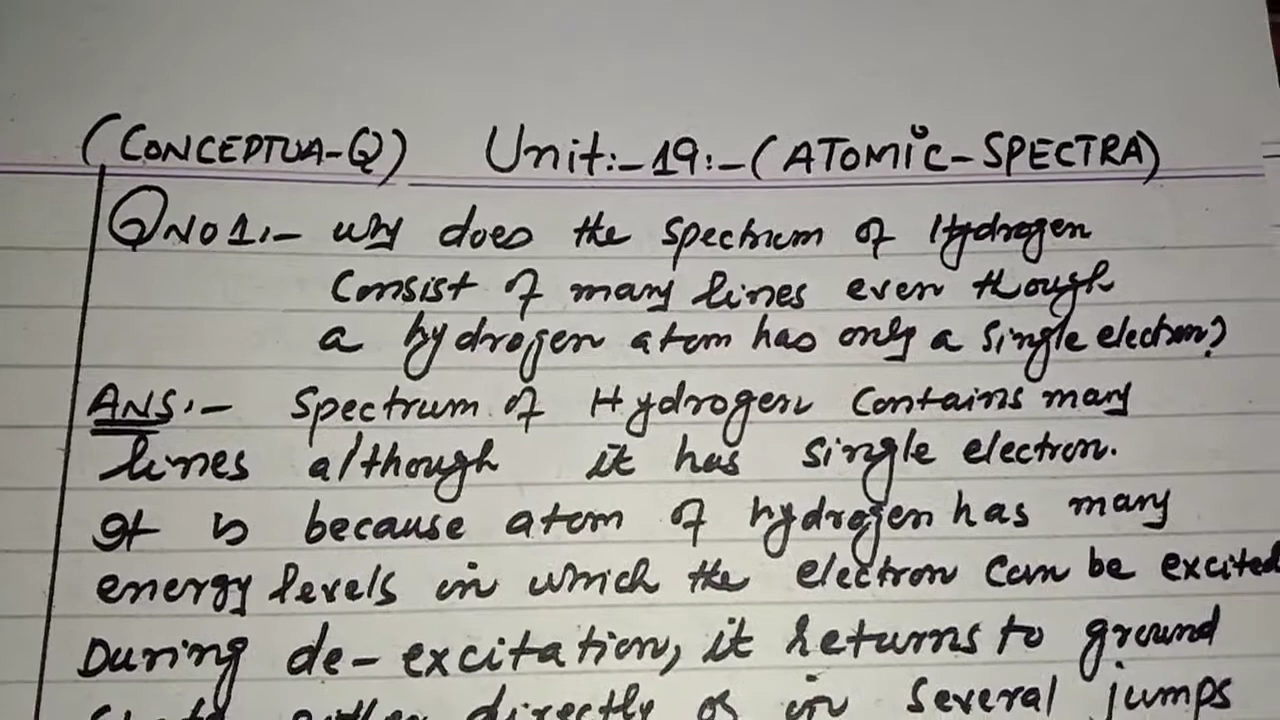 (CONCEPTUA-Q) Unit:-19:-(ATOMiC-SPECTRA)
QNO1:- why does the spectrum of Hydrogen
consist of many lines even though
a hydrogen atom has only a single electron?
ANS:- Spectrum of Hydrogen contains many
lines although it has single electron.
It is because atom of hydrogen has many
energy levels in which the electron can be excited
During de-excitation, it returns to ground
state either directly or in several jumps